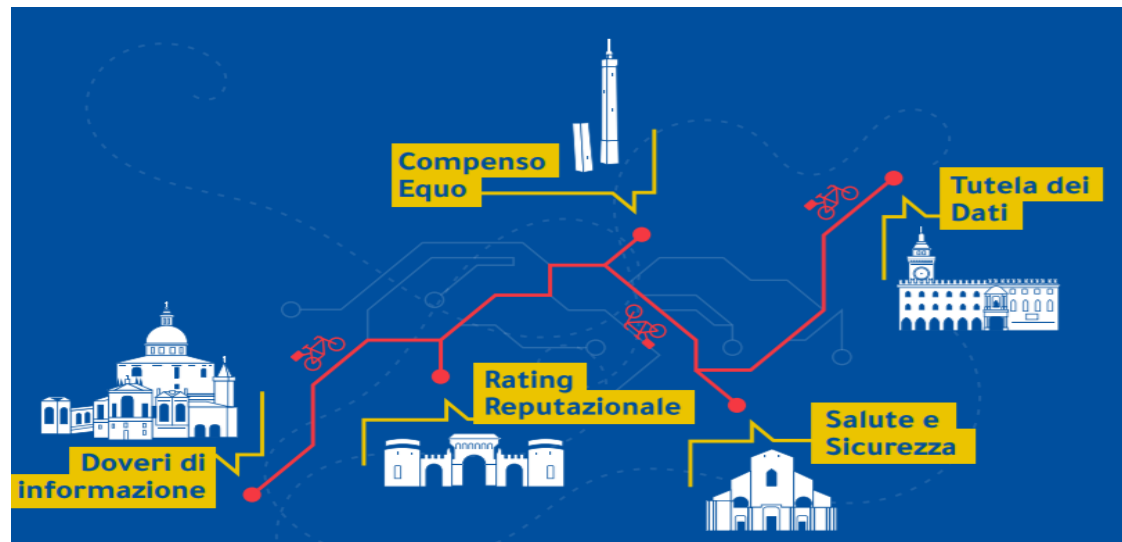 Compenso
Equo
Tutela dei
Dati
Rating
Reputazionale
Salute e
Sicurezza
Doveri di
informazione